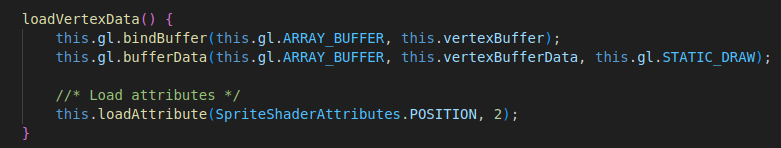 loadVertexData() {
this.gl.bindBuffer(this.gl.ARRAY_BUFFER, this.vertexBuffer);
this.gl.bufferData(this.gl.ARRAY_BUFFER, this.vertexBufferData, this.gl.STATIC_DRAW);
//* Load attributes */
this.loadAttribute(SpriteShaderAttributes.POSITION, 2);
}